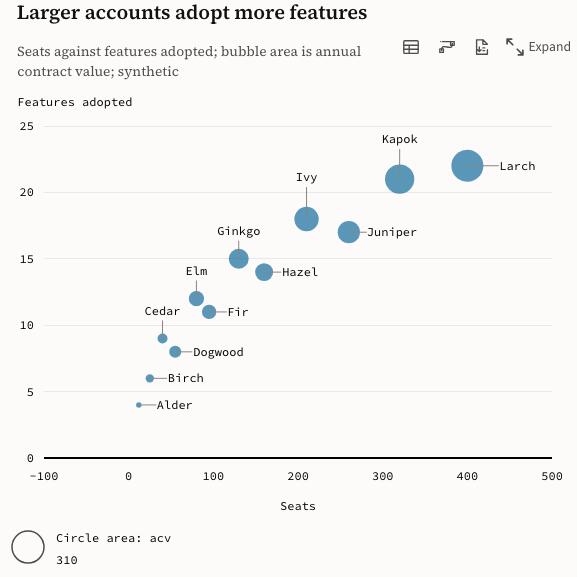 Larger accounts adopt more features
Seats against features adopted; bubble area is annual
contract value; synthetic
Expand
Features adopted
25
Kapok
Larch
20
Ivy
Juniper
Ginkgo
15
Hazel
Elm
Cedar
Fir
10
Dogwood
Birch
5
Alder
0
−100 0 100 200 300 400 500
Seats
Circle area: acv
310